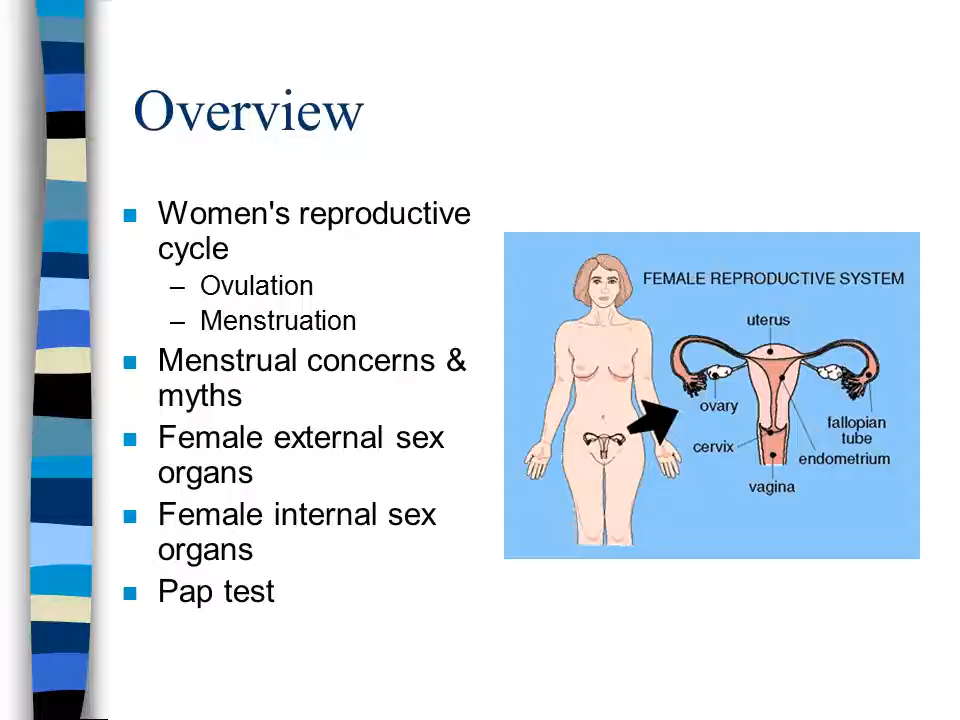 Overview
Women's reproductive
cycle
– Ovulation
– Menstruation
Menstrual concerns &
myths
Female external sex
organs
Female internal sex
organs
Pap test
FEMALE REPRODUCTIVE SYSTEM
uterus
ovary
fallopian
tube
cervix
endometrium
vagina